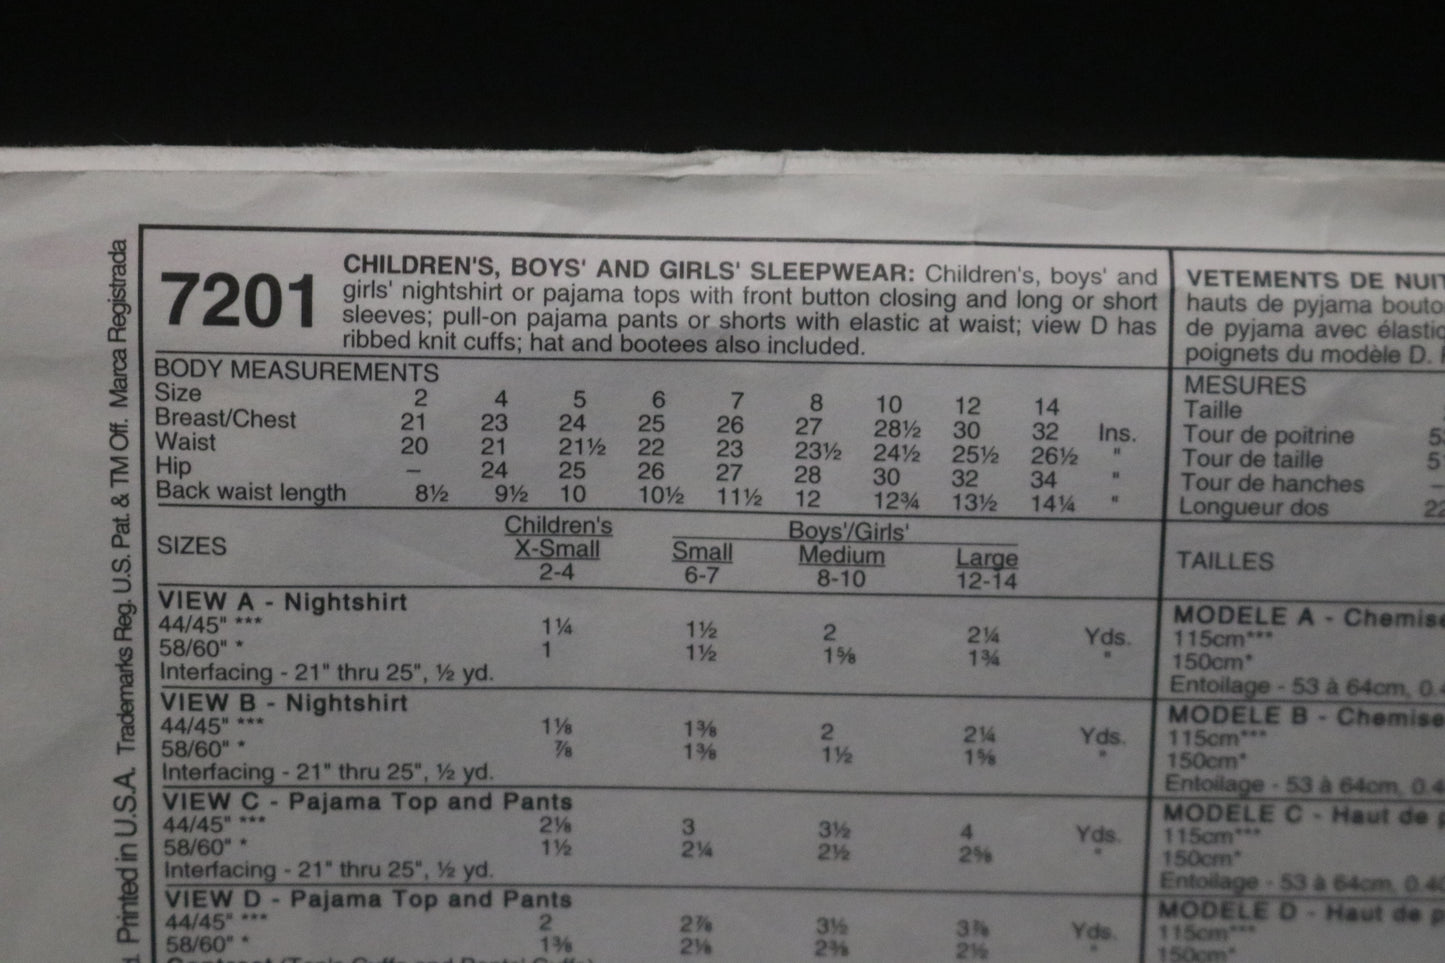 Printed in U.S.A. Trademarks Reg. U.S. Pat. & TM Off. Marca Registrada
7201
CHILDREN'S, BOYS' AND GIRLS' SLEEPWEAR: Children's, boys' and
girls' nightshirt or pajama tops with front button closing and long or short
sleeves; pull-on pajama pants or shorts with elastic at waist; view D has
ribbed knit cuffs; hat and bootees also included.
BODY MEASUREMENTS
Size 2 4 5 6 7 8 10 12 14
Breast/Chest 21 23 24 25 26 27 28½ 30 32 Ins.
Waist 20 21 21½ 22 23 23½ 24½ 25½ 26½ "
Hip – 24 25 26 27 28 30 32 34 "
Back waist length 8½ 9½ 10 10½ 11½ 12 12¾ 13½ 14¼ "
Children's Boys'/Girls'
SIZES X-Small Small Medium Large
2-4 6-7 8-10 12-14
VIEW A - Nightshirt
44/45" *** 1¼ 1½ 2 2¼ Yds.
58/60" * 1 1½ 1⅝ 1¾ "
Interfacing - 21" thru 25", ½ yd.
VIEW B - Nightshirt
44/45" *** 1⅛ 1⅜ 2 2¼ Yds.
58/60" * ⅞ 1⅜ 1½ 1⅝ "
Interfacing - 21" thru 25", ½ yd.
VIEW C - Pajama Top and Pants
44/45" *** 2⅛ 3 3½ 4 Yds.
58/60" * 1½ 2¼ 2½ 2⅝ "
Interfacing - 21" thru 25", ½ yd.
VIEW D - Pajama Top and Pants
44/45" *** 2 2⅞ 3½ 3⅞ Yds.
58/60" * 1⅜ 2⅛ 2⅜ 2½ "
VETEMENTS DE NUIT
hauts de pyjama bouto
de pyjama avec élastic
poignets du modèle D.
MESURES
Taille
Tour de poitrine
Tour de taille
Tour de hanches –
Longueur dos 22
TAILLES
MODELE A - Chemise
115cm***
150cm*
Entoilage - 53 à 64cm, 0.4
MODELE B - Chemise
115cm***
150cm*
Entoilage - 53 à 64cm, 0.4
MODELE C - Haut de p
115cm***
150cm*
Entoilage - 53 à 64cm, 0.4
MODELE D - Haut de p
115cm***
150cm*